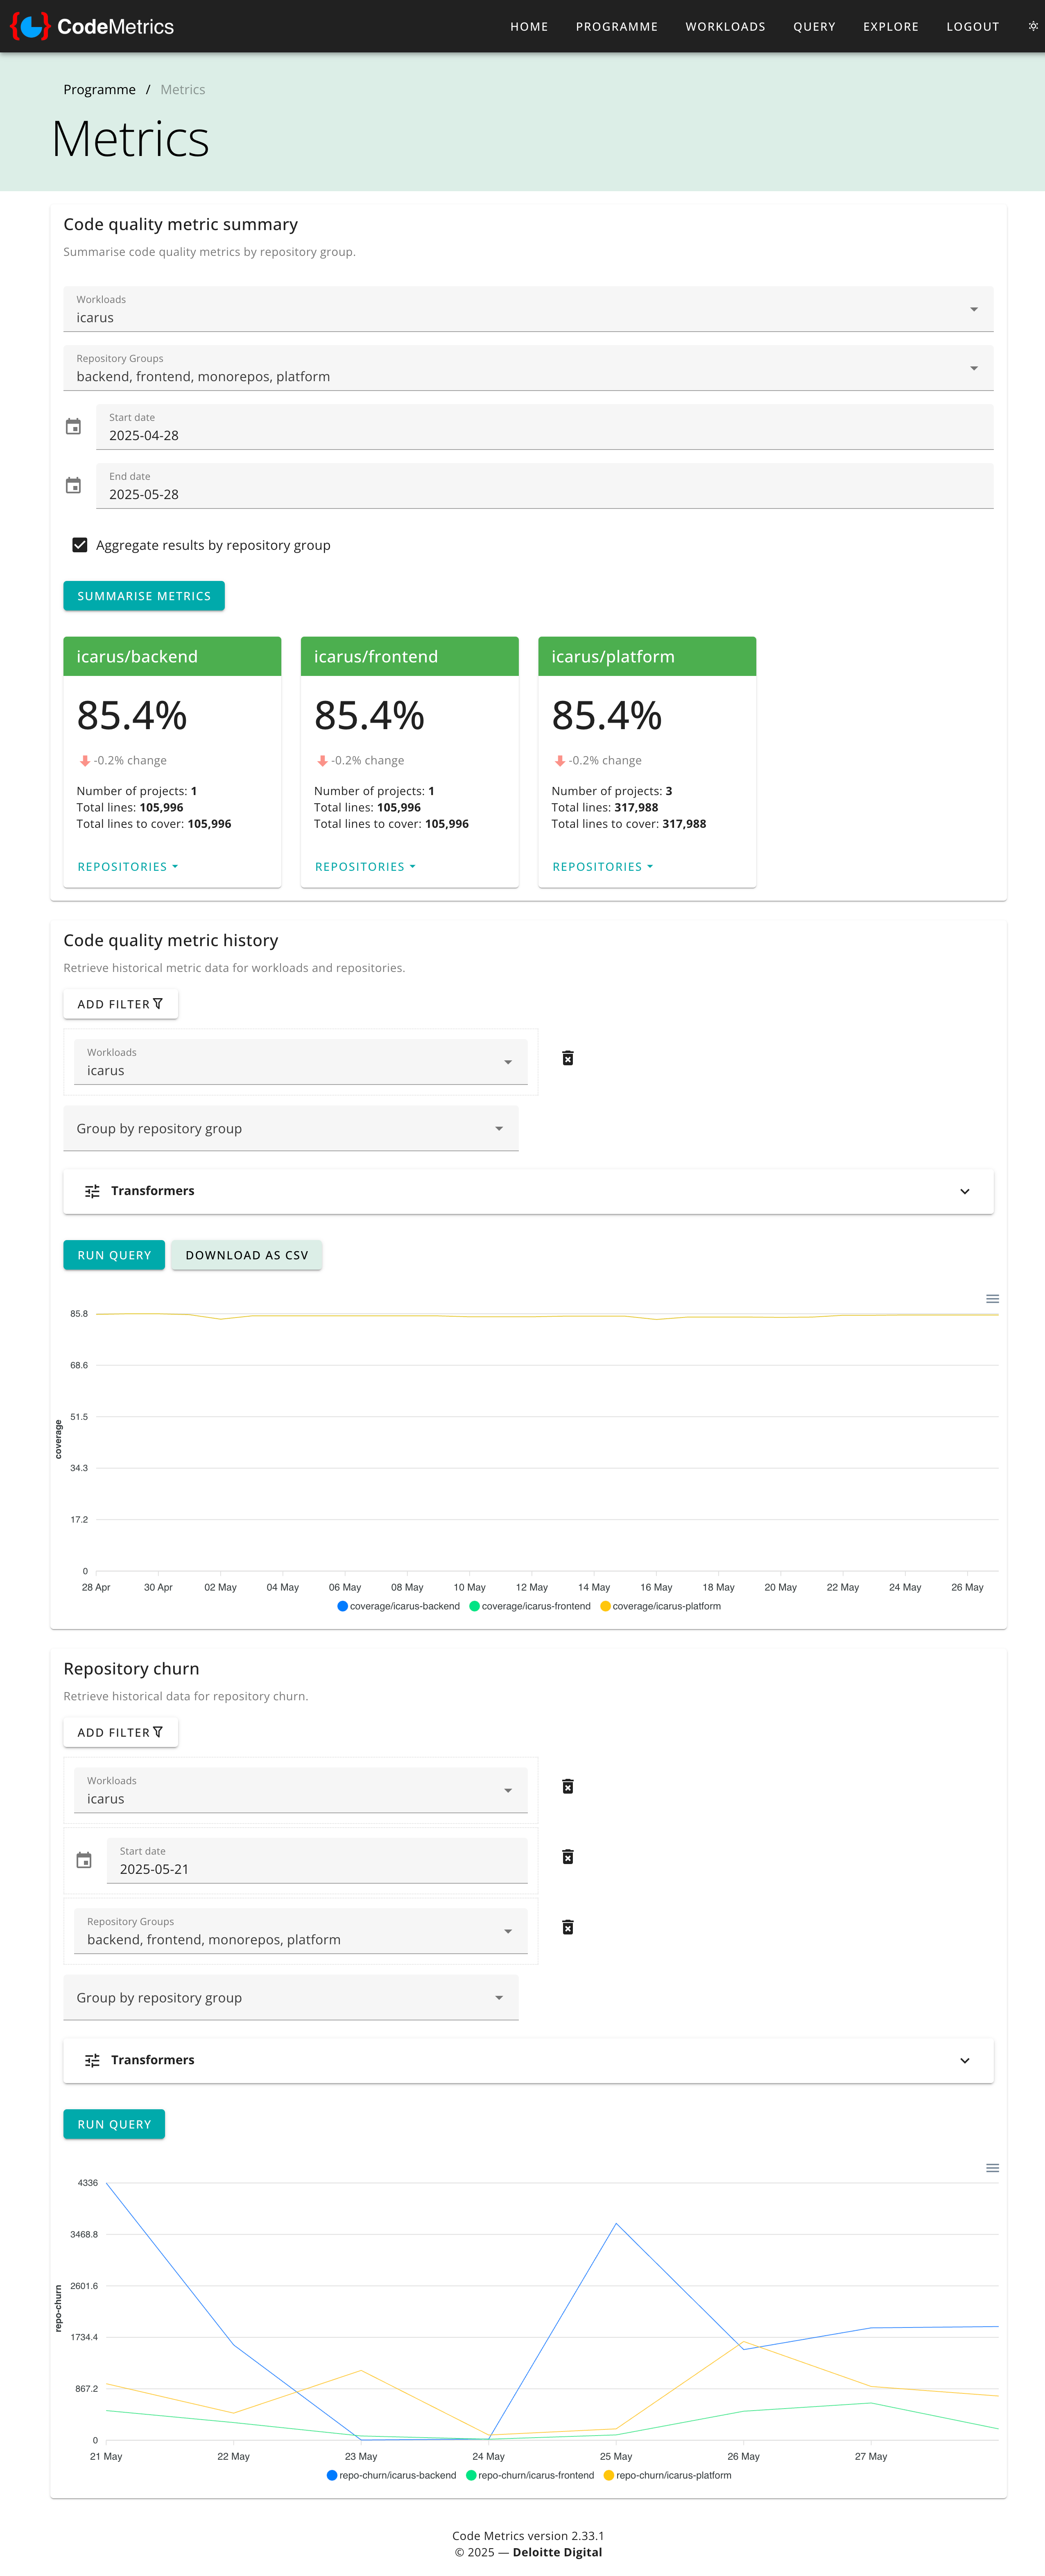 CodeMetrics
HOME PROGRAMME WORKLOADS QUERY EXPLORE LOGOUT
Programme / Metrics
Metrics
Code quality metric summary
Summarise code quality metrics by repository group.
Workloads
icarus
Repository Groups
backend, frontend, monorepos, platform
Start date
2025-04-28
End date
2025-05-28
Aggregate results by repository group
SUMMARISE METRICS
icarus/backend
85.4%
-0.2% change
Number of projects: 1
Total lines: 105,996
Total lines to cover: 105,996
REPOSITORIES
icarus/frontend
85.4%
-0.2% change
Number of projects: 1
Total lines: 105,996
Total lines to cover: 105,996
REPOSITORIES
icarus/platform
85.4%
-0.2% change
Number of projects: 3
Total lines: 317,988
Total lines to cover: 317,988
REPOSITORIES
Code quality metric history
Retrieve historical metric data for workloads and repositories.
ADD FILTER
Workloads
icarus
Group by repository group
Transformers
RUN QUERY DOWNLOAD AS CSV
85.8
68.6
51.5
34.3
17.2
0
coverage
28 Apr 30 Apr 02 May 04 May 06 May 08 May 10 May 12 May 14 May 16 May 18 May 20 May 22 May 24 May 26 May
coverage/icarus-backend coverage/icarus-frontend coverage/icarus-platform
Repository churn
Retrieve historical data for repository churn.
ADD FILTER
Workloads
icarus
Start date
2025-05-21
Repository Groups
backend, frontend, monorepos, platform
Group by repository group
Transformers
RUN QUERY
4336
3468.8
2601.6
1734.4
867.2
0
repo-churn
21 May 22 May 23 May 24 May 25 May 26 May 27 May
repo-churn/icarus-backend repo-churn/icarus-frontend repo-churn/icarus-platform
Code Metrics version 2.33.1
© 2025 — Deloitte Digital